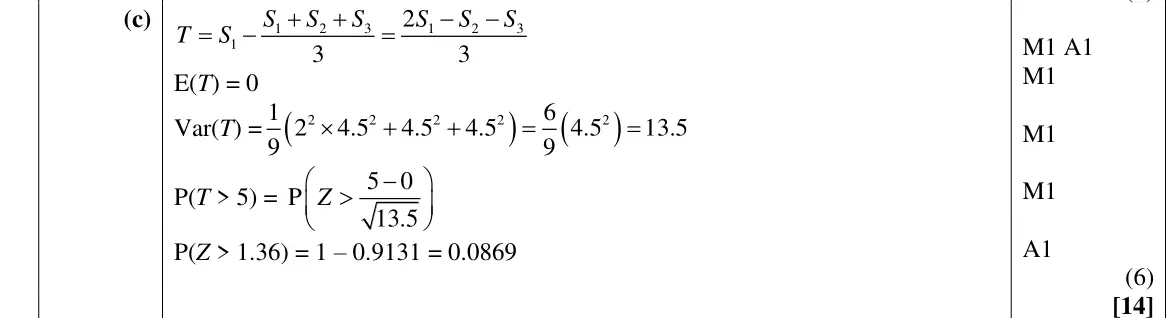 (c) T = S₁ − (S₁ + S₂ + S₃)/3 = (2S₁ − S₂ − S₃)/3 M1 A1
E(T) = 0 M1
Var(T) = 1/9 (2² × 4.5² + 4.5² + 4.5²) = 6/9 (4.5²) = 13.5 M1
P(T > 5) = P(Z > (5 − 0)/√13.5) M1
P(Z > 1.36) = 1 – 0.9131 = 0.0869 A1
(6)
[14]